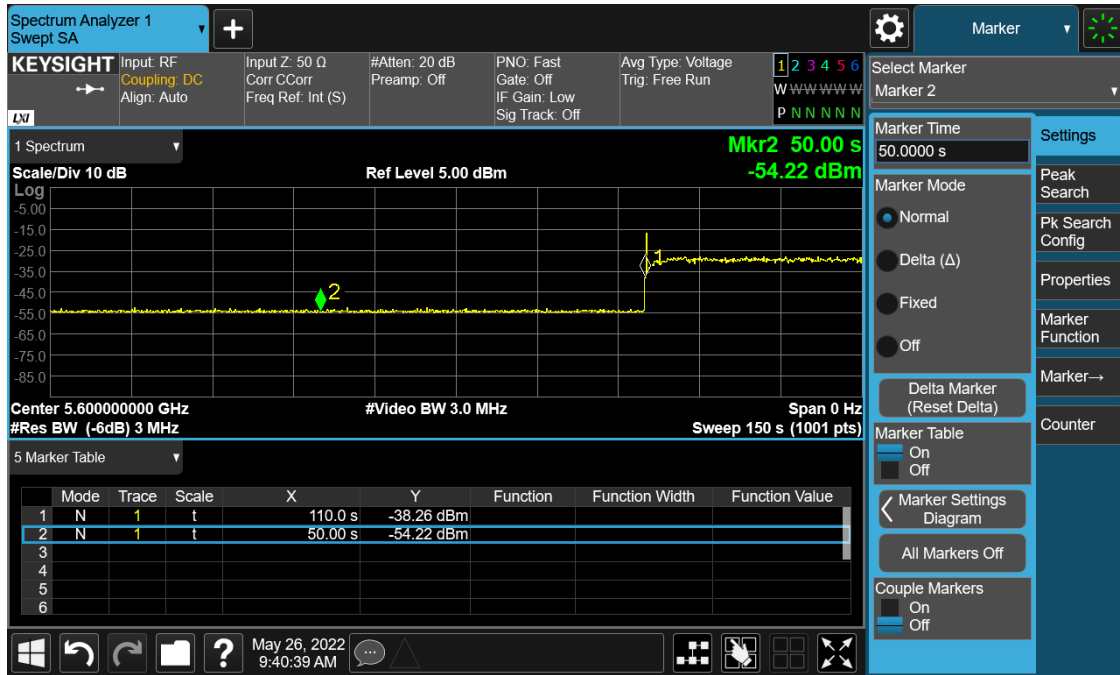 Spectrum Analyzer 1
Swept SA
Marker
KEYSIGHT
LXI
Input: RF
Coupling: DC
Align: Auto
Input Z: 50 Ω
Corr CCorr
Freq Ref: Int (S)
#Atten: 20 dB
Preamp: Off
PNO: Fast
Gate: Off
IF Gain: Low
Sig Track: Off
Avg Type: Voltage
Trig: Free Run
1 2 3 4 5 6
W W W W W W
P N N N N N
1 Spectrum
Mkr2 50.00 s
-54.22 dBm
Scale/Div 10 dB
Ref Level 5.00 dBm
Log
-5.00
-15.0
-25.0
-35.0
-45.0
-55.0
-65.0
-75.0
-85.0
1
2
Center 5.600000000 GHz
#Video BW 3.0 MHz
Span 0 Hz
#Res BW (-6dB) 3 MHz
Sweep 150 s (1001 pts)
5 Marker Table
Mode Trace Scale X Y Function Function Width Function Value
1 N 1 t 110.0 s -38.26 dBm
2 N 1 t 50.00 s -54.22 dBm
3
4
5
6
Select Marker
Marker 2
Marker Time
50.0000 s
Marker Mode
Normal
Delta (Δ)
Fixed
Off
Delta Marker
(Reset Delta)
Marker Table
On
Off
Marker Settings
Diagram
All Markers Off
Couple Markers
On
Off
Settings
Peak
Search
Pk Search
Config
Properties
Marker
Function
Marker→
Counter
?
May 26, 2022
9:40:39 AM